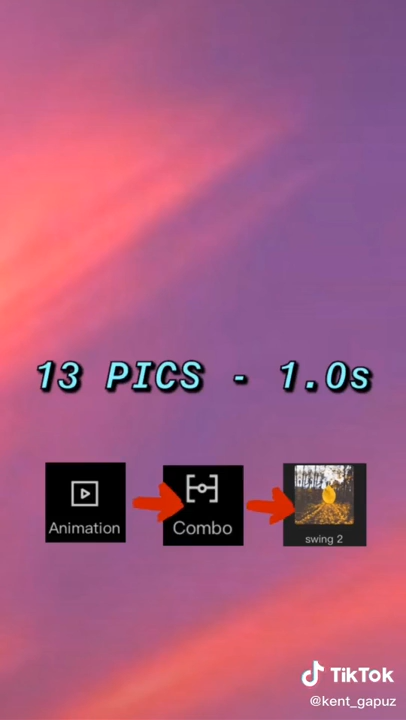 13 PICS - 1.0s
Animation
Combo
swing 2
TikTok
@kent_gapuz